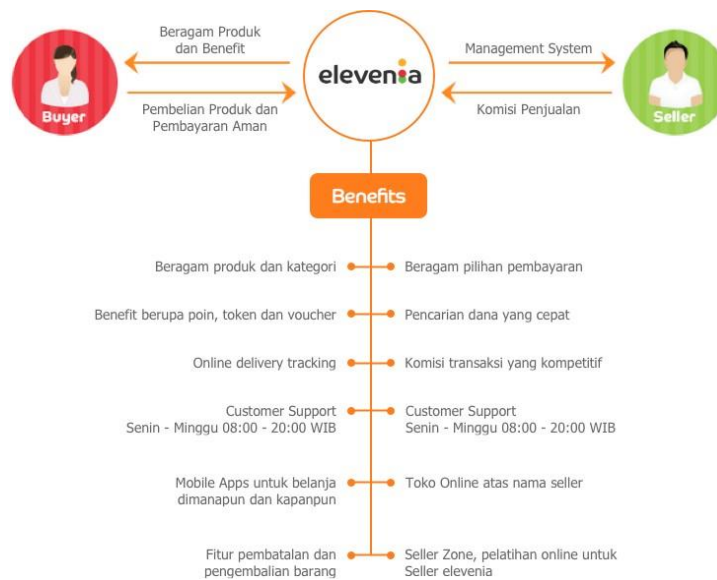 Beragam Produk
dan Benefit
elevenia
Management System
Buyer
Pembelian Produk dan
Pembayaran Aman
Komisi Penjualan
Seller
Benefits
Beragam produk dan kategori
Beragam pilihan pembayaran
Benefit berupa poin, token dan voucher
Pencarian dana yang cepat
Online delivery tracking
Komisi transaksi yang kompetitif
Customer Support
Senin - Minggu 08:00 - 20:00 WIB
Customer Support
Senin - Minggu 08:00 - 20:00 WIB
Mobile Apps untuk belanja
dimanapun dan kapanpun
Toko Online atas nama seller
Fitur pembatalan dan
pengembalian barang
Seller Zone, pelatihan online untuk
Seller elevenia